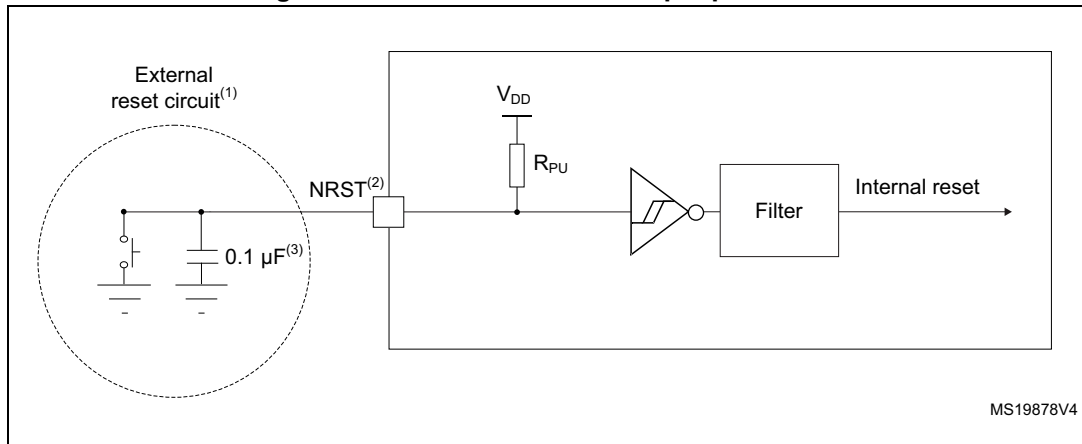 External
reset circuit(1)
VDD
RPU
NRST(2)
Filter
Internal reset
0.1 µF(3)
MS19878V4